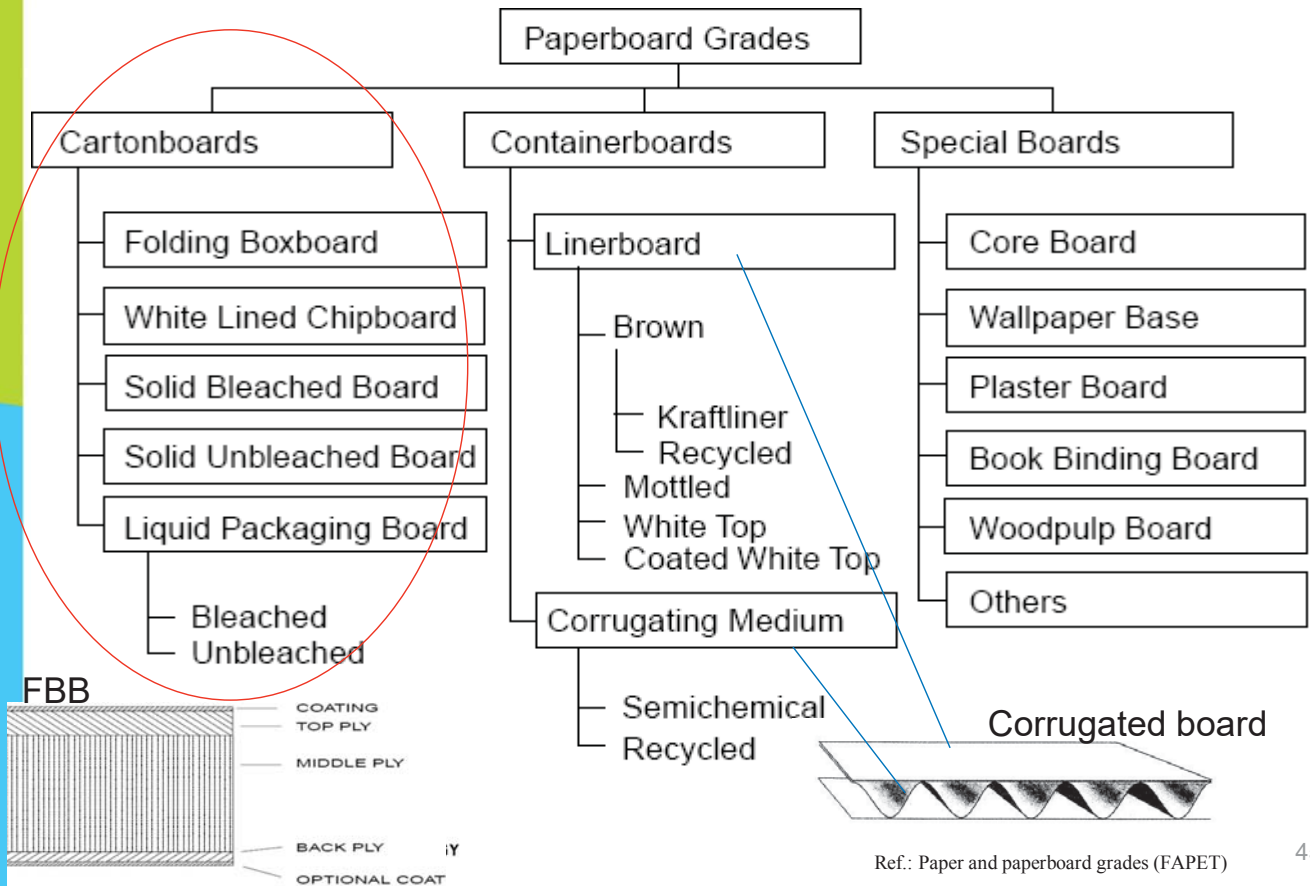 Paperboard Grades
Cartonboards
Folding Boxboard
White Lined Chipboard
Solid Bleached Board
Solid Unbleached Board
Liquid Packaging Board
Bleached
Unbleached
Containerboards
Linerboard
Brown
Kraftliner
Recycled
Mottled
White Top
Coated White Top
Corrugating Medium
Semichemical
Recycled
Special Boards
Core Board
Wallpaper Base
Plaster Board
Book Binding Board
Woodpulp Board
Others
FBB
COATING
TOP PLY
MIDDLE PLY
BACK PLY
OPTIONAL COAT
Corrugated board
Ref.: Paper and paperboard grades (FAPET)
4